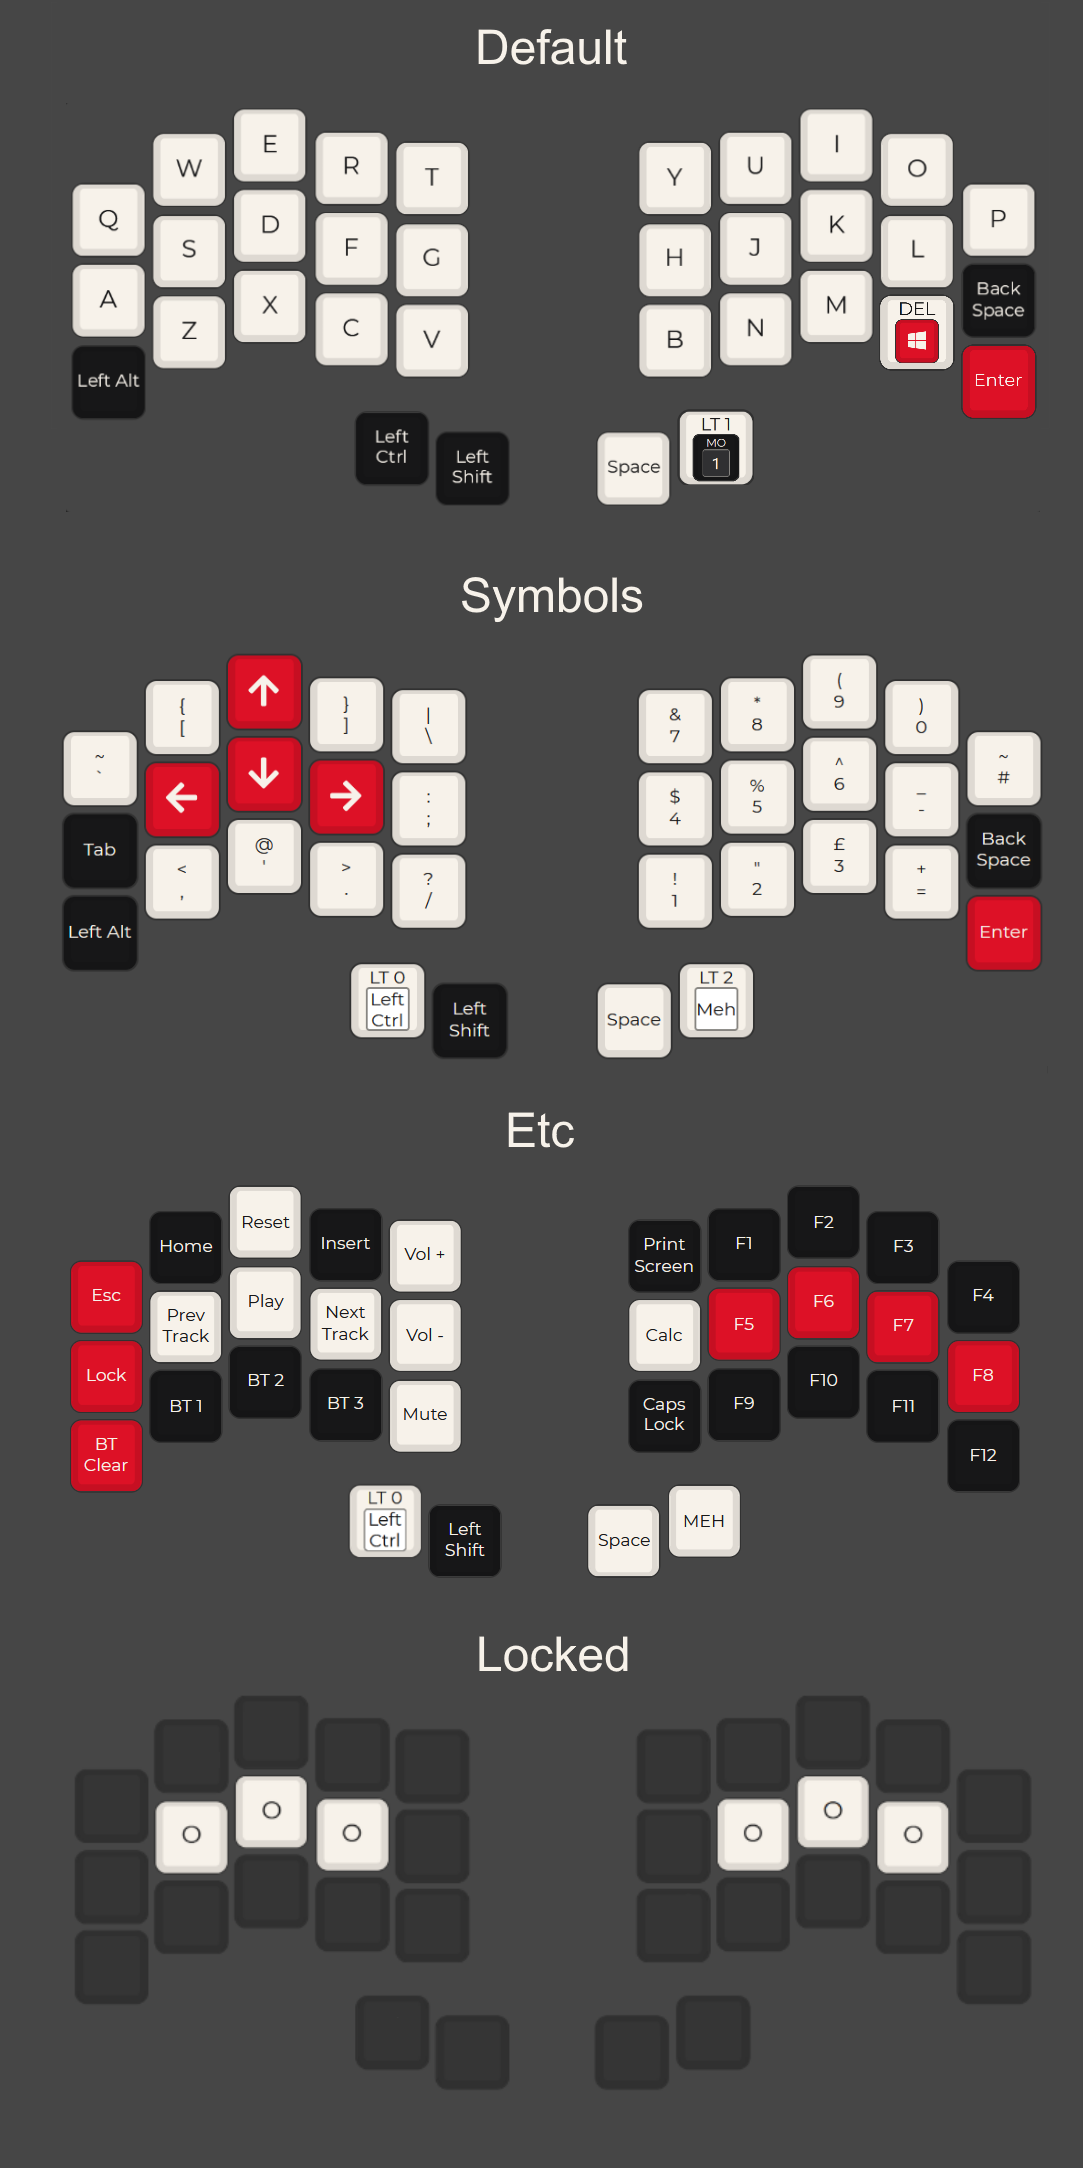 Default
Q W E R T Y U I O P
A S D F G H J K L Back Space
Left Alt Z X C V B N M DEL Enter
Left Ctrl Left Shift Space LT 1 MO 1
Symbols
~ ` { [ } ] | \ & 7 * 8 ( 9 ) 0 ~ #
Tab : ; $ 4 % 5 ^ 6 _ - Back Space
Left Alt < , @ ' > . ? / ! 1 " 2 £ 3 + = Enter
LT 0 Left Ctrl Left Shift Space LT 2 Meh
Etc
Esc Home Reset Insert Vol + Print Screen F1 F2 F3 F4
Lock Prev Track Play Next Track Vol - Calc F5 F6 F7 F8
BT Clear BT 1 BT 2 BT 3 Mute Caps Lock F9 F10 F11 F12
LT 0 Left Ctrl Left Shift Space MEH
Locked
O O O O O O